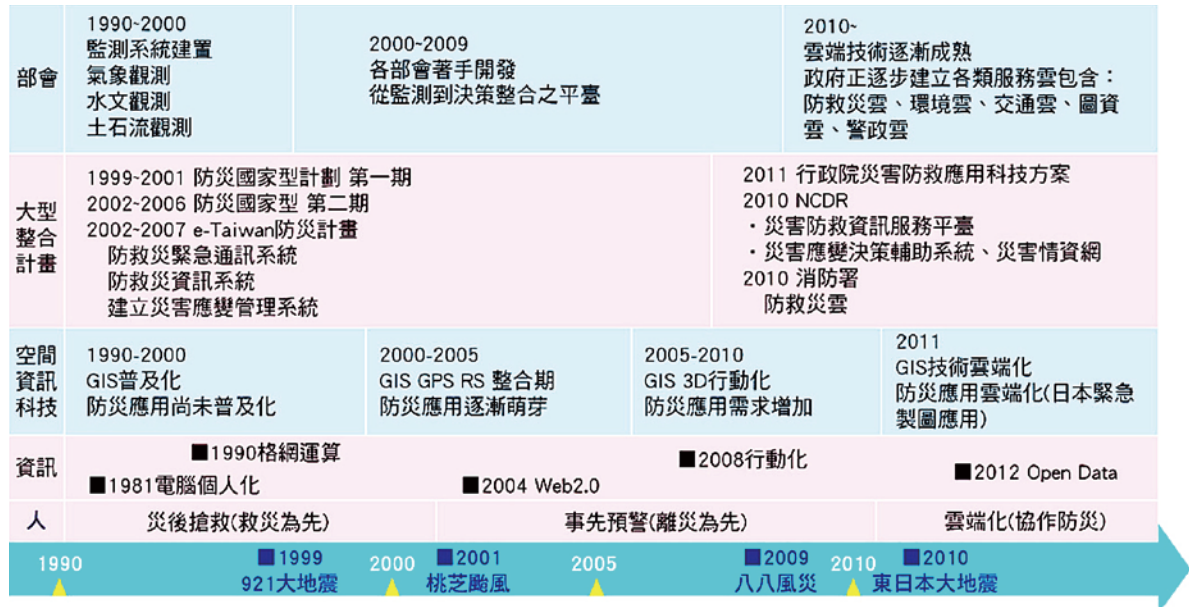 部會
1990~2000
監測系統建置
氣象觀測
水文觀測
土石流觀測
2000~2009
各部會著手開發
從監測到決策整合之平臺
2010~
雲端技術逐漸成熟
政府正逐步建立各類服務雲包含：
防救災雲、環境雲、交通雲、圖資
雲、警政雲
大型
整合
計畫
1999~2001 防災國家型計劃 第一期
2002~2006 防災國家型 第二期
2002~2007 e-Taiwan防災計畫
防救災緊急通訊系統
防救災資訊系統
建立災害應變管理系統
2011 行政院災害防救應用科技方案
2010 NCDR
・災害防救資訊服務平臺
・災害應變決策輔助系統、災害情資網
2010 消防署
防救災雲
空間
資訊
科技
1990-2000
GIS普及化
防災應用尚未普及化
2000-2005
GIS GPS RS 整合期
防災應用逐漸萌芽
2005-2010
GIS 3D行動化
防災應用需求增加
2011
GIS技術雲端化
防災應用雲端化(日本緊急
製圖應用)
資訊
■1990格網運算
■1981電腦個人化
■2004 Web2.0
■2008行動化
■2012 Open Data
人
災後搶救(救災為先)
事先預警(離災為先)
雲端化(協作防災)
1990
■1999
921大地震
2000
■2001
桃芝颱風
2005
■2009
八八風災
2010
■2010
東日本大地震